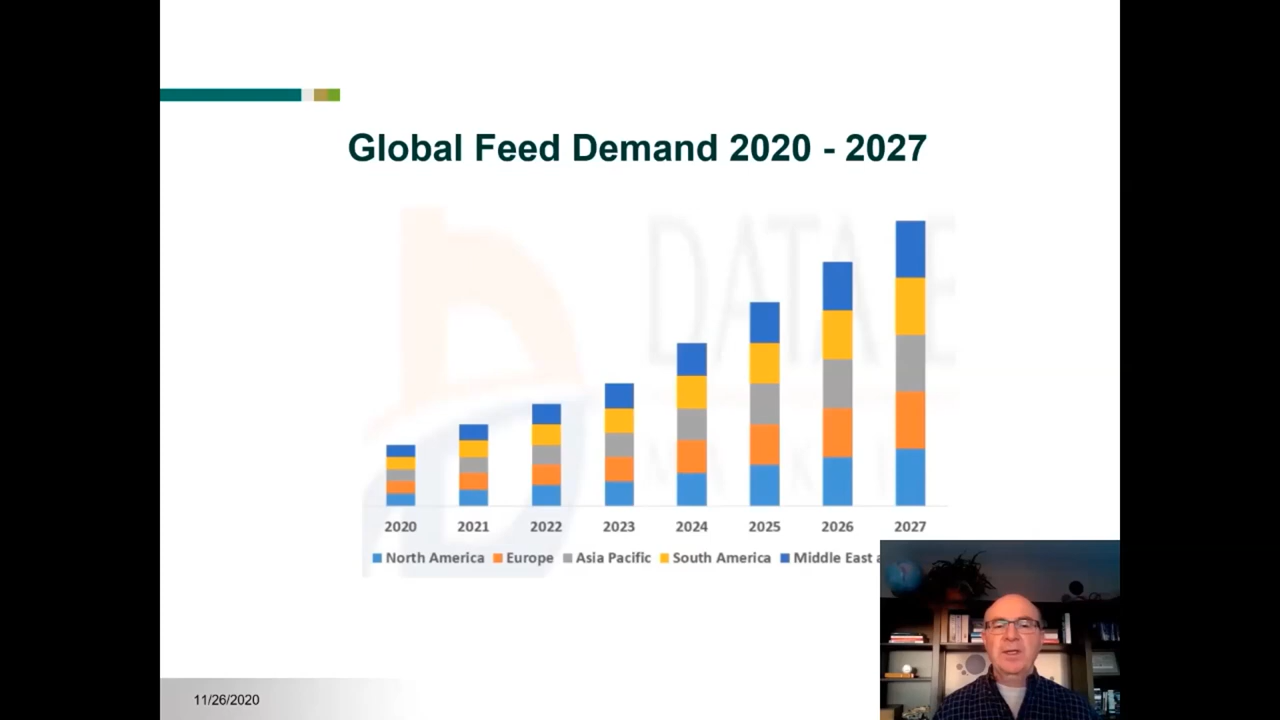 Global Feed Demand 2020 - 2027
DATA
2020 2021 2022 2023 2024 2025 2026 2027
North America Europe Asia Pacific South America Middle East
11/26/2020